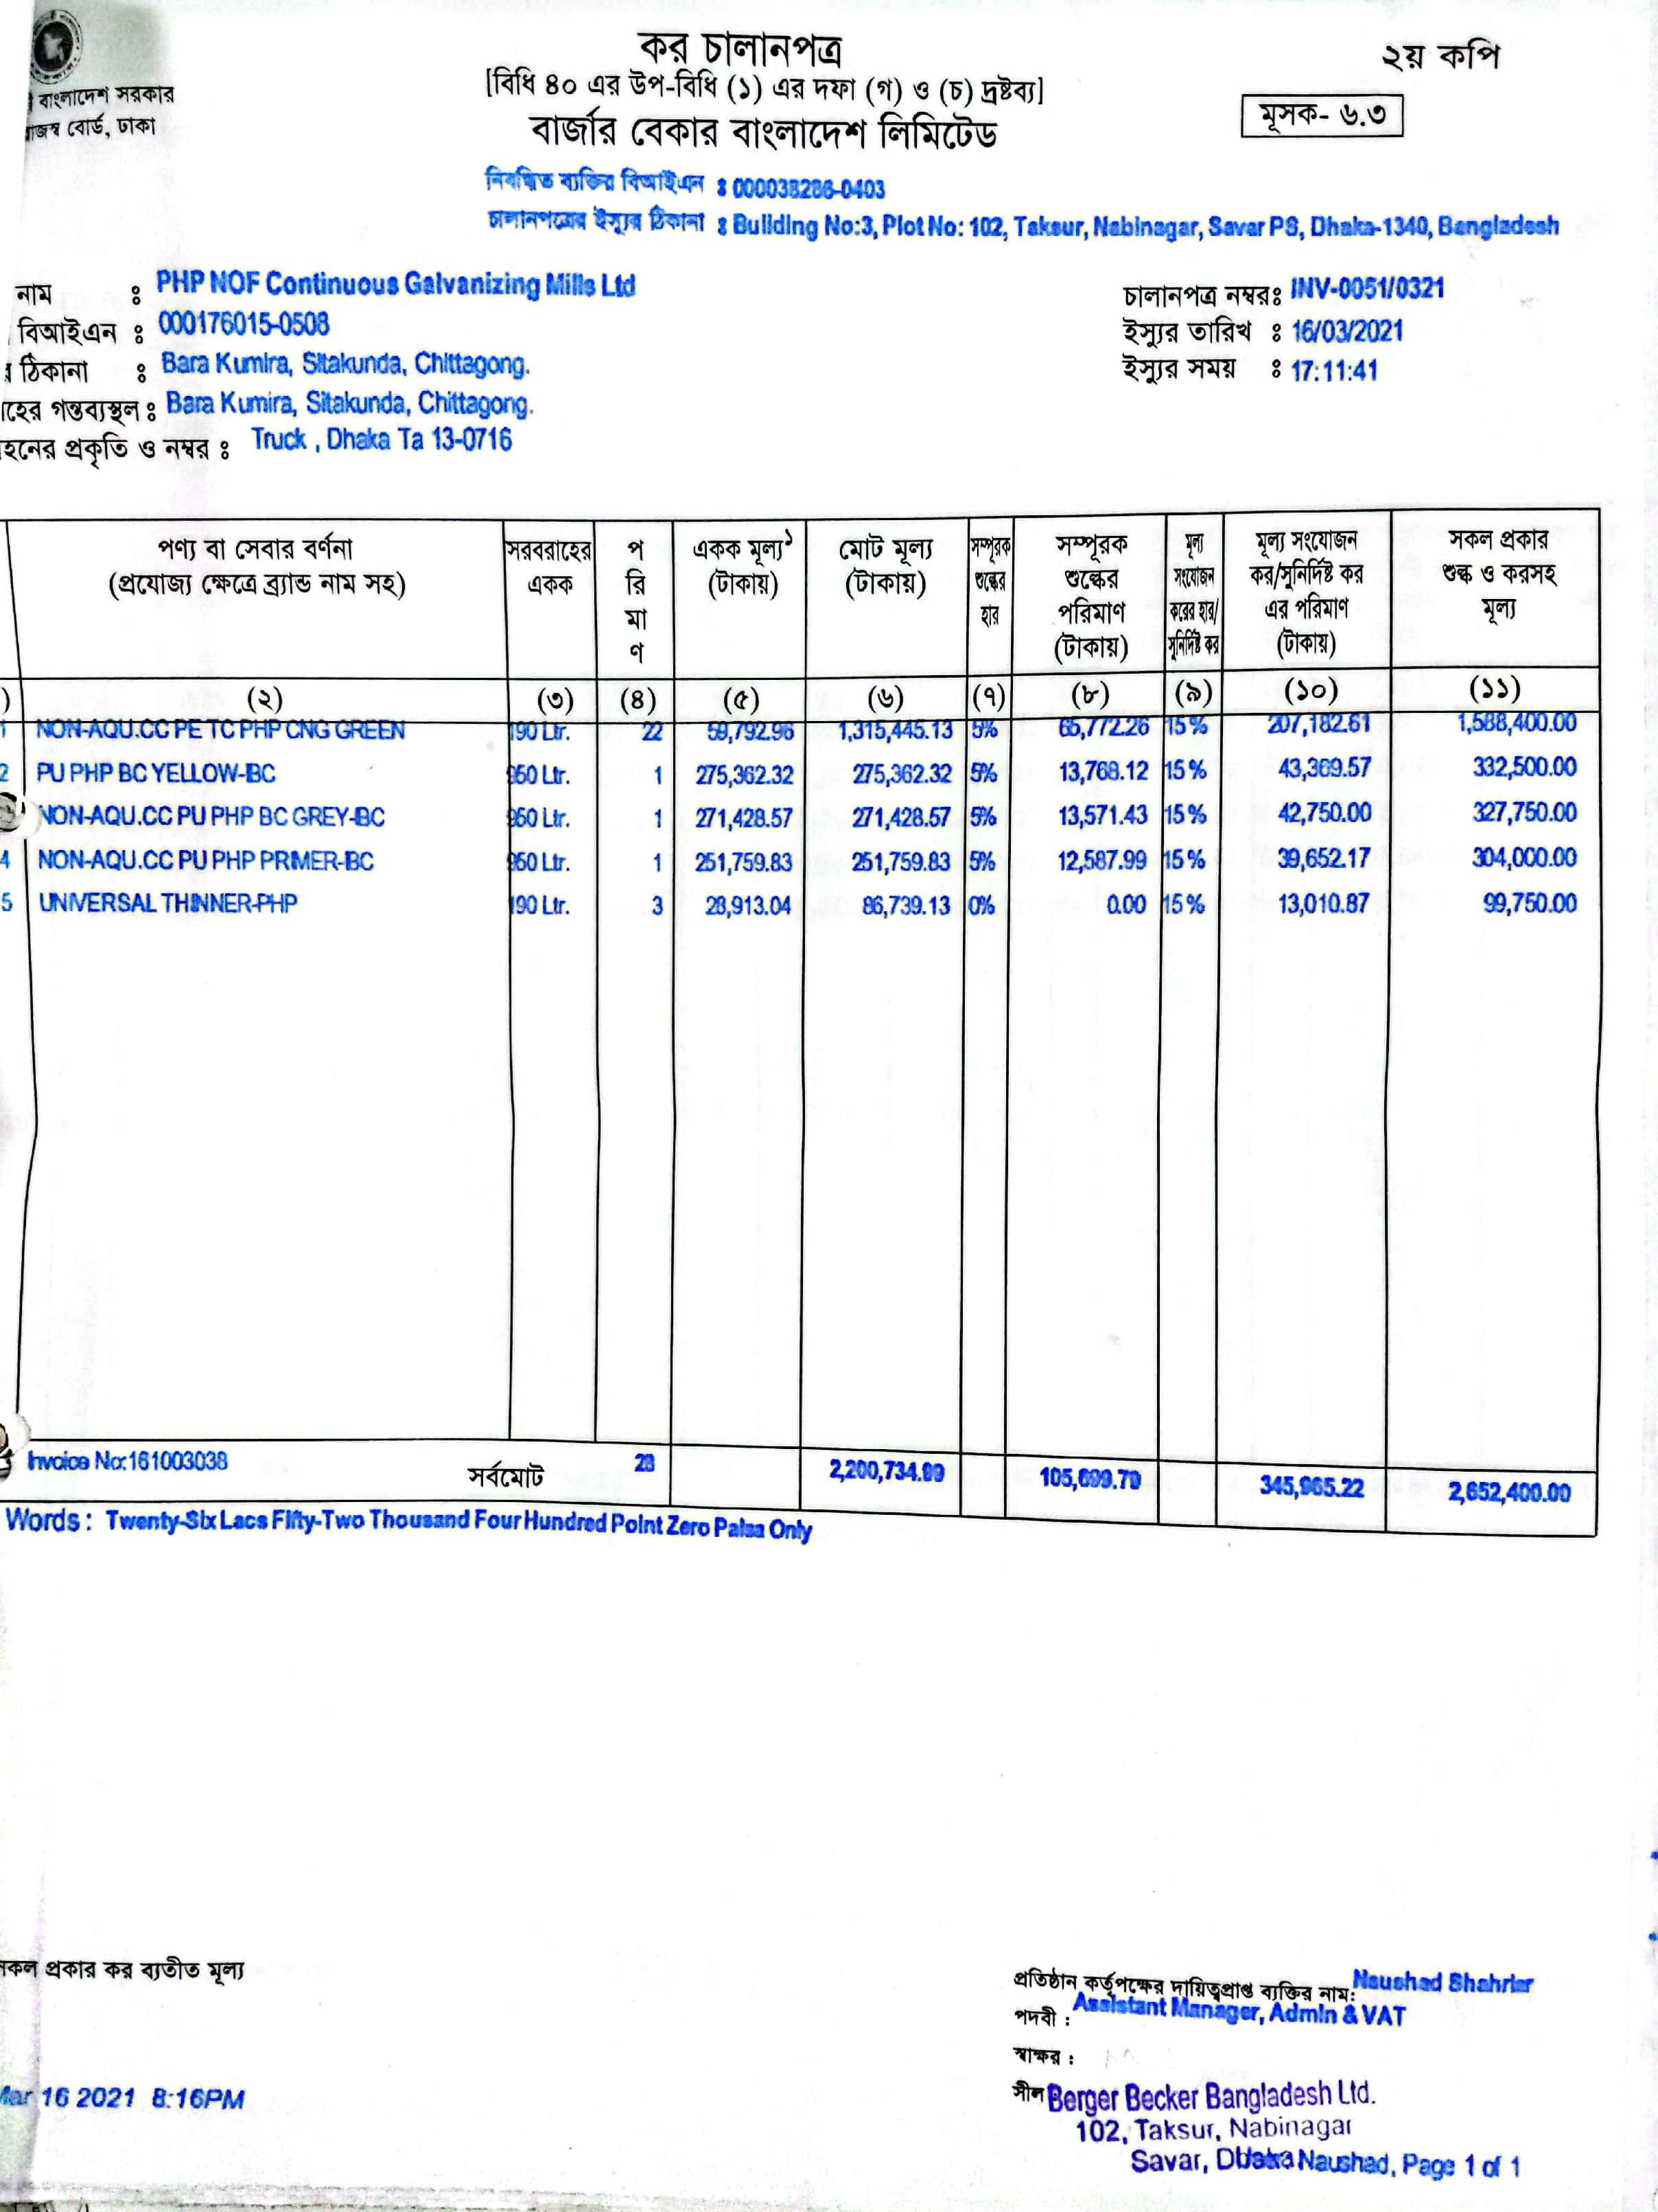 কর চালানপত্র
২য় কপি
[বিধি ৪০ এর উপ-বিধি (১) এর দফা (গ) ও (চ) দ্রষ্টব্য]
বাংলাদেশ সরকার
মূসক- ৬.৩
বোর্ড, ঢাকা
বার্জার বেকার বাংলাদেশ লিমিটেড
নিবন্ধিত ব্যক্তির বিআইএন : 000038286-0403
চালানপত্রের ইস্যুর ঠিকানা : Building No:3, Plot No: 102, Taksur, Nabinagar, Savar PS, Dhaka-1340, Bangladesh
নাম : PHP NOF Continuous Galvanizing Mills Ltd
চালানপত্র নম্বরঃ INV-0051/0321
বিআইএন : 000176015-0508
ইস্যুর তারিখ : 16/03/2021
ঠিকানা : Bara Kumira, Sitakunda, Chittagong.
ইস্যুর সময় : 17:11:41
গন্তব্যস্থল : Bara Kumira, Sitakunda, Chittagong.
প্রকৃতি ও নম্বর : Truck , Dhaka Ta 13-0716
পণ্য বা সেবার বর্ণনা (প্রযোজ্য ক্ষেত্রে ব্র্যান্ড নাম সহ) সরবরাহের একক পরিমাণ একক মূল্য১ (টাকায়) মোট মূল্য (টাকায়) সম্পূরক শুল্কের হার সম্পূরক শুল্কের পরিমাণ (টাকায়) মূল্য সংযোজন করের হার/ সুনির্দিষ্ট কর মূল্য সংযোজন কর/সুনির্দিষ্ট কর এর পরিমাণ (টাকায়) সকল প্রকার শুল্ক ও করসহ মূল্য
(২) (৩) (৪) (৫) (৬) (৭) (৮) (৯) (১০) (১১)
1 NON-AQU.CC PE TC PHP CNG GREEN 190 Ltr. 22 59,792.96 1,315,445.13 5% 65,772.26 15% 207,182.61 1,588,400.00
2 PU PHP BC YELLOW-BC 950 Ltr. 1 275,362.32 275,362.32 5% 13,768.12 15% 43,369.57 332,500.00
NON-AQU.CC PU PHP BC GREY-BC 950 Ltr. 1 271,428.57 271,428.57 5% 13,571.43 15% 42,750.00 327,750.00
4 NON-AQU.CC PU PHP PRIMER-BC 950 Ltr. 1 251,759.83 251,759.83 5% 12,587.99 15% 39,652.17 304,000.00
5 UNIVERSAL THINNER-PHP 190 Ltr. 3 28,913.04 86,739.13 0% 0.00 15% 13,010.87 99,750.00
Invoice No:161003038 সর্বমোট 28 2,200,734.99 105,699.79 345,965.22 2,652,400.00
Words : Twenty-Six Lacs Fifty-Two Thousand Four Hundred Point Zero Paisa Only
প্রকার কর ব্যতীত মূল্য
প্রতিষ্ঠান কর্তৃপক্ষের দায়িত্বপ্রাপ্ত ব্যক্তির নাম: Naushad Shahriar
পদবী : Assistant Manager, Admin & VAT
স্বাক্ষর :
Mar 16 2021 8:16PM
সীল Berger Becker Bangladesh Ltd.
102, Taksur, Nabinagar
Savar, Naushad, Page 1 of 1